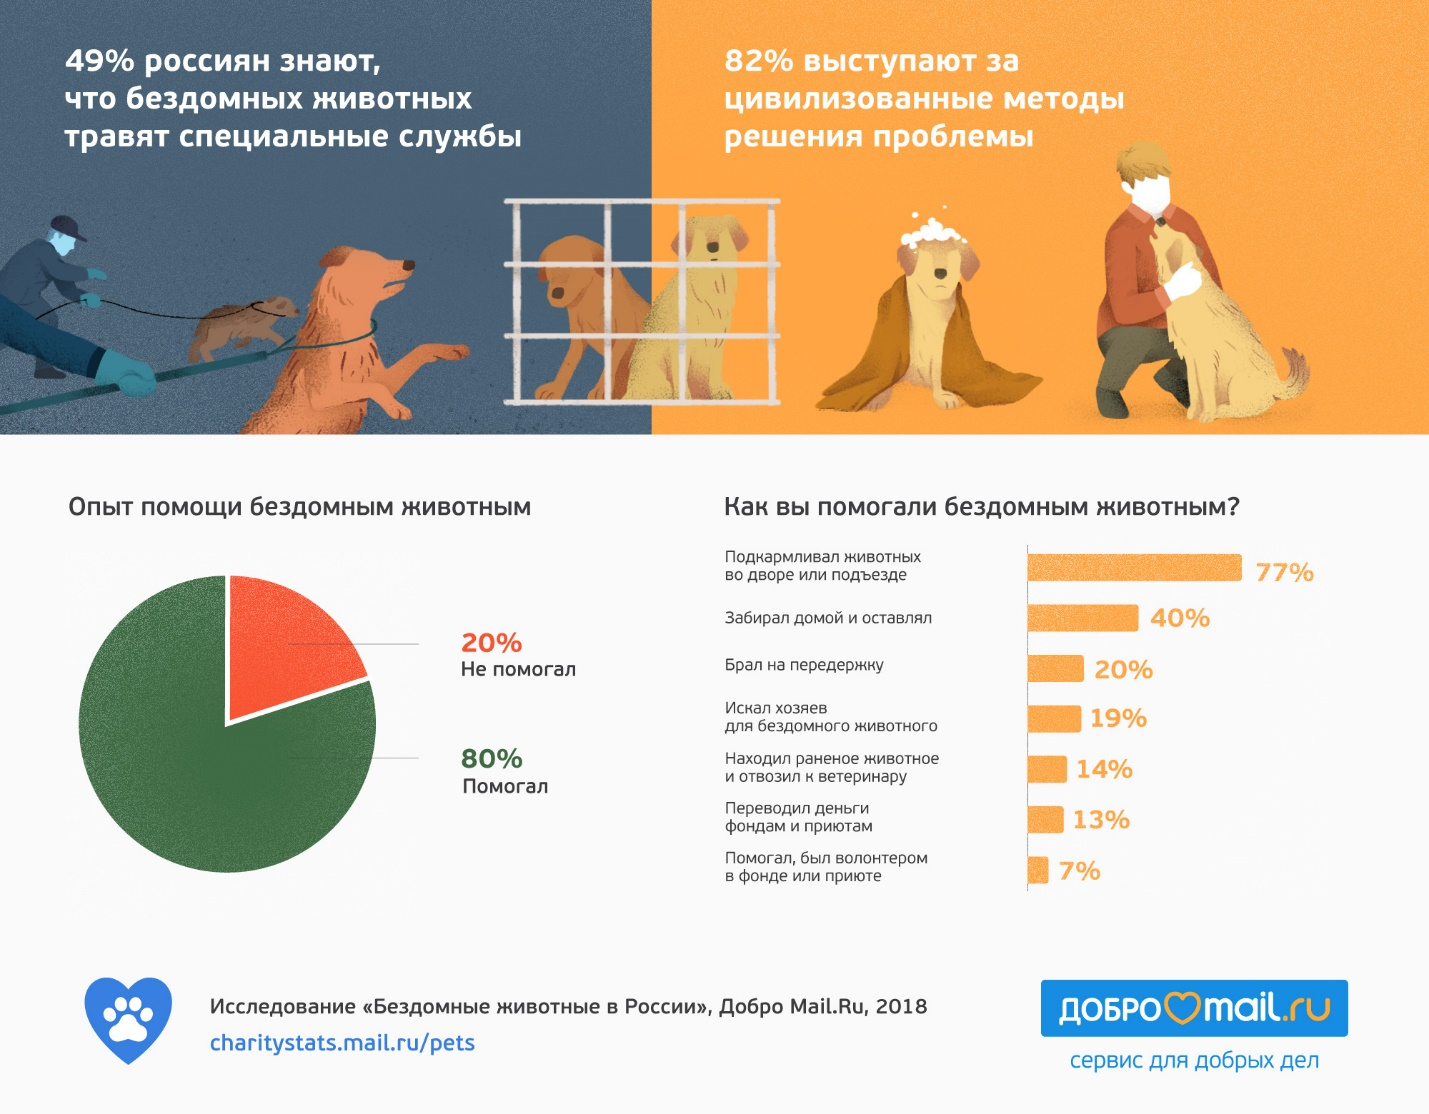 49% россиян знают,
что бездомных животных
травят специальные службы
82% выступают за
цивилизованные методы
решения проблемы
Опыт помощи бездомным животным
20%
Не помогал
80%
Помогал
Как вы помогали бездомным животным?
Подкармливал животных
во дворе или подъезде
77%
Забирал домой и оставлял
40%
Брал на передержку
20%
Искал хозяев
для бездомного животного
19%
Находил раненое животное
и отвозил к ветеринару
14%
Переводил деньги
фондам и приютам
13%
Помогал, был волонтером
в фонде или приюте
7%
Исследование «Бездомные животные в России», Добро Mail.Ru, 2018
charitystats.mail.ru/pets
ДОБРО mail.ru
сервис для добрых дел